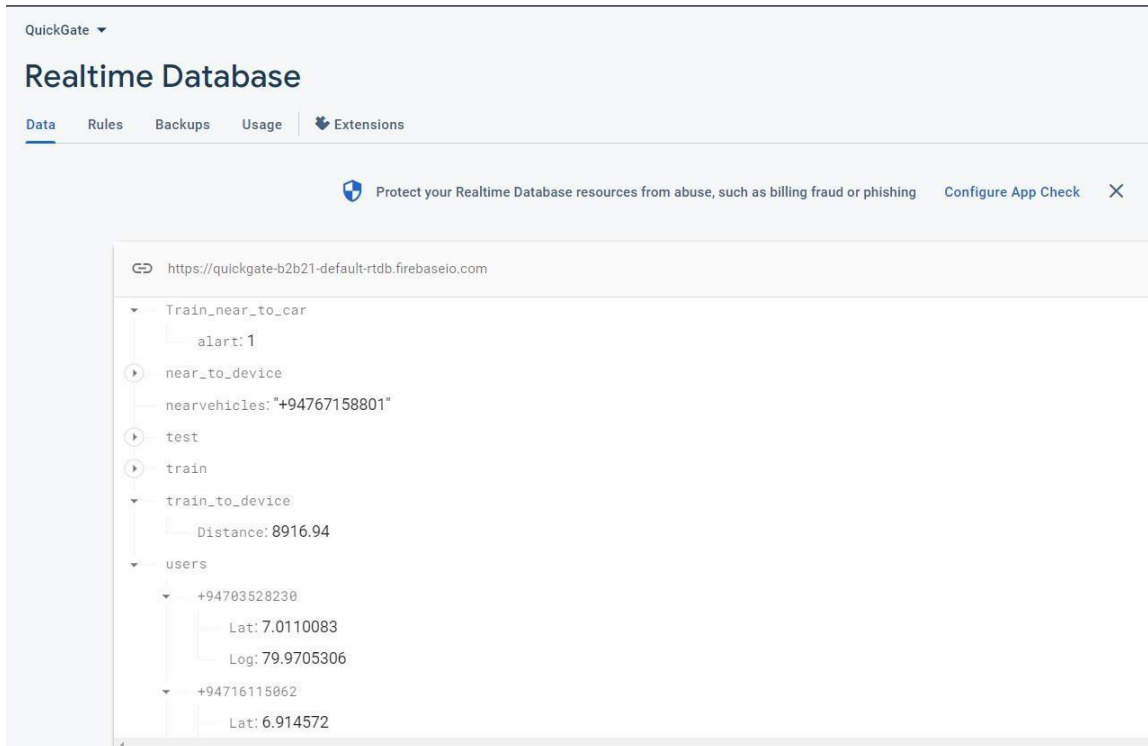 QuickGate
Realtime Database
Data Rules Backups Usage Extensions
Protect your Realtime Database resources from abuse, such as billing fraud or phishing Configure App Check
https://quickgate-b2b21-default-rtdb.firebaseio.com
Train_near_to_car
alart: 1
near_to_device
nearvehicles: "+94767158801"
test
train
train_to_device
Distance: 8916.94
users
+94703528230
Lat: 7.0110083
Log: 79.9705306
+94716115062
Lat: 6.914572